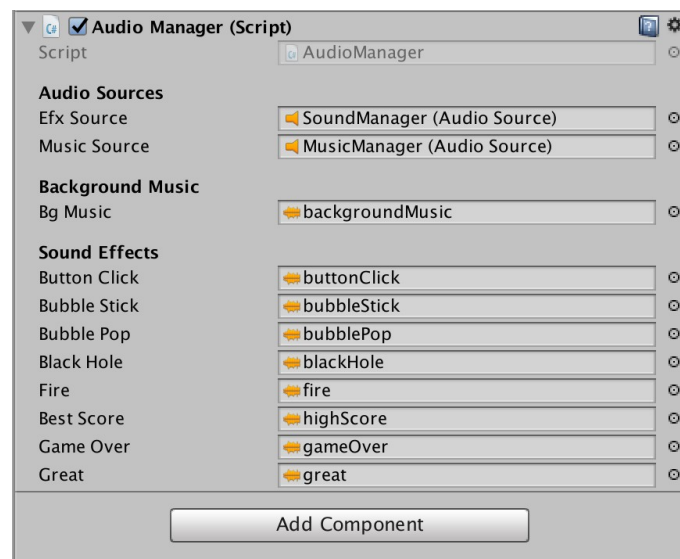 Audio Manager (Script)
Script AudioManager
Audio Sources
Efx Source SoundManager (Audio Source)
Music Source MusicManager (Audio Source)
Background Music
Bg Music backgroundMusic
Sound Effects
Button Click buttonClick
Bubble Stick bubbleStick
Bubble Pop bubblePop
Black Hole blackHole
Fire fire
Best Score highScore
Game Over gameOver
Great great
Add Component